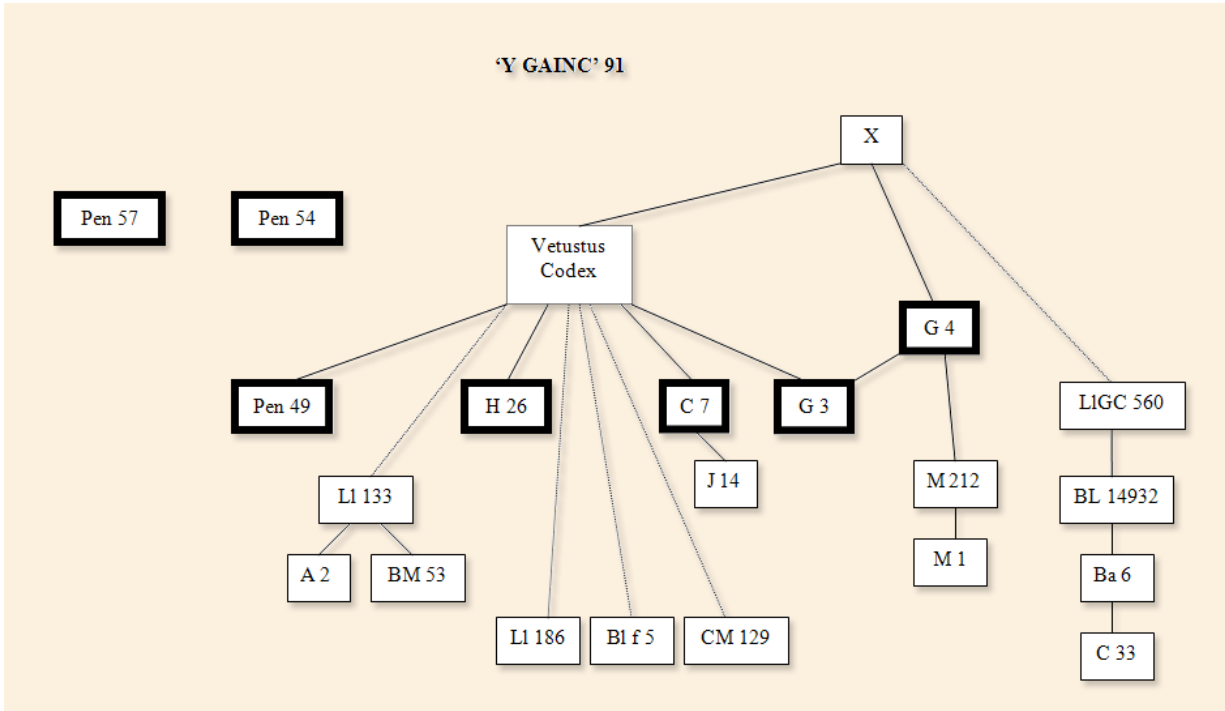 ‘Y GAINC’ 91
X
Pen 57
Pen 54
Vetustus
Codex
G 4
Pen 49
H 26
C 7
G 3
LlGC 560
J 14
M 212
Ll 133
BL 14932
A 2
BM 53
M 1
Ba 6
Ll 186
Bl f 5
CM 129
C 33